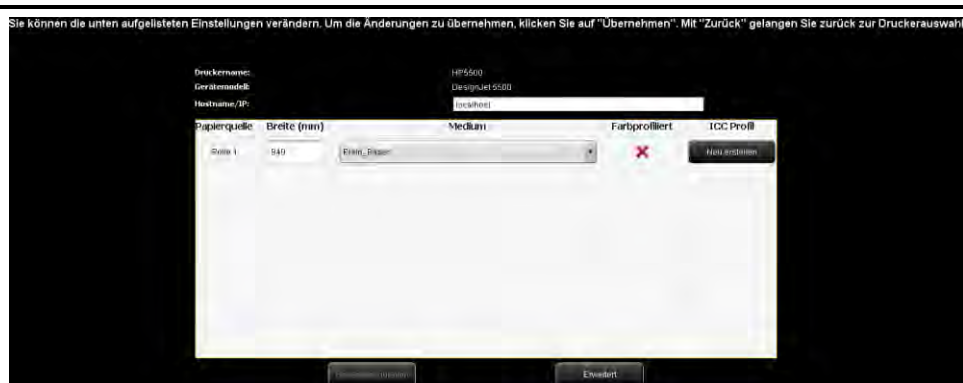 Sie können die unten aufgelisteten Einstellungen verändern. Um die Änderungen zu übernehmen, klicken Sie auf "Übernehmen". Mit "Zurück" gelangen Sie zurück zur Druckerauswahl
Druckername: HP5500
Gerätemodell: DesignJet 5500
Hostname/IP: localhost
Papierquelle Breite (mm) Medium Farbprofiliert ICC Profil
Rolle 1 Neu erstellen
Erweitert